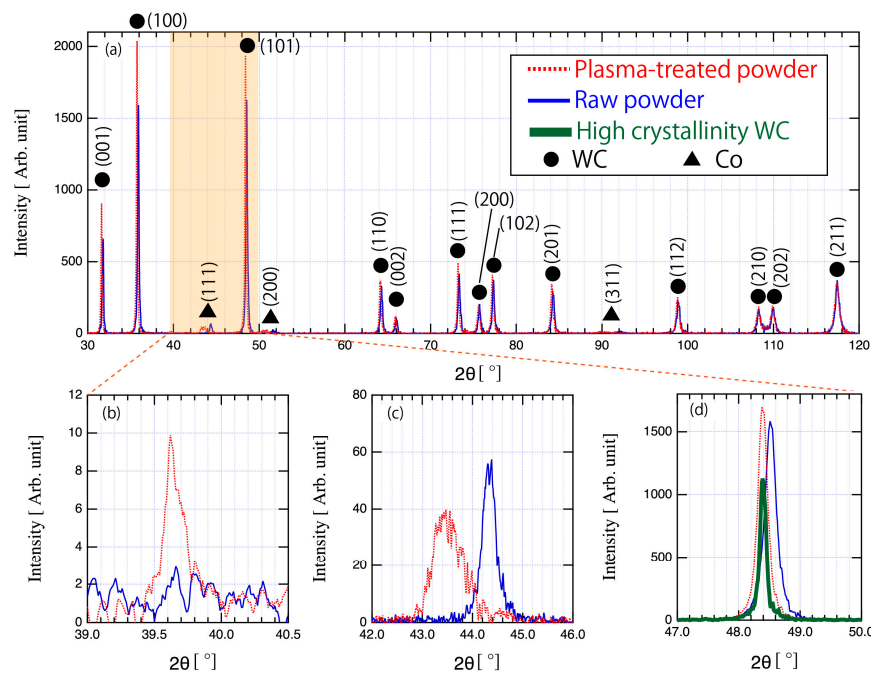 (100)
(101)
(a)
Plasma-treated powder
Raw powder
High crystallinity WC
WC Co
(001)
(111)
(200)
(110)
(002)
(111)
(200)
(102)
(201)
(311)
(112)
(210)
(202)
(211)
Intensity [ Arb. unit]
2000
1500
1000
500
0
30 40 50 60 70 80 90 100 110 120
2θ[ °]
(b)
Intensity [ Arb. unit]
12
10
8
6
4
2
0
39.0 39.5 40.0 40.5
2θ[ °]
(c)
Intensity [ Arb. unit]
80
60
40
20
0
42.0 43.0 44.0 45.0 46.0
2θ[ °]
(d)
Intensity [ Arb. unit]
1500
1000
500
0
47.0 48.0 49.0 50.0
2θ[ °]